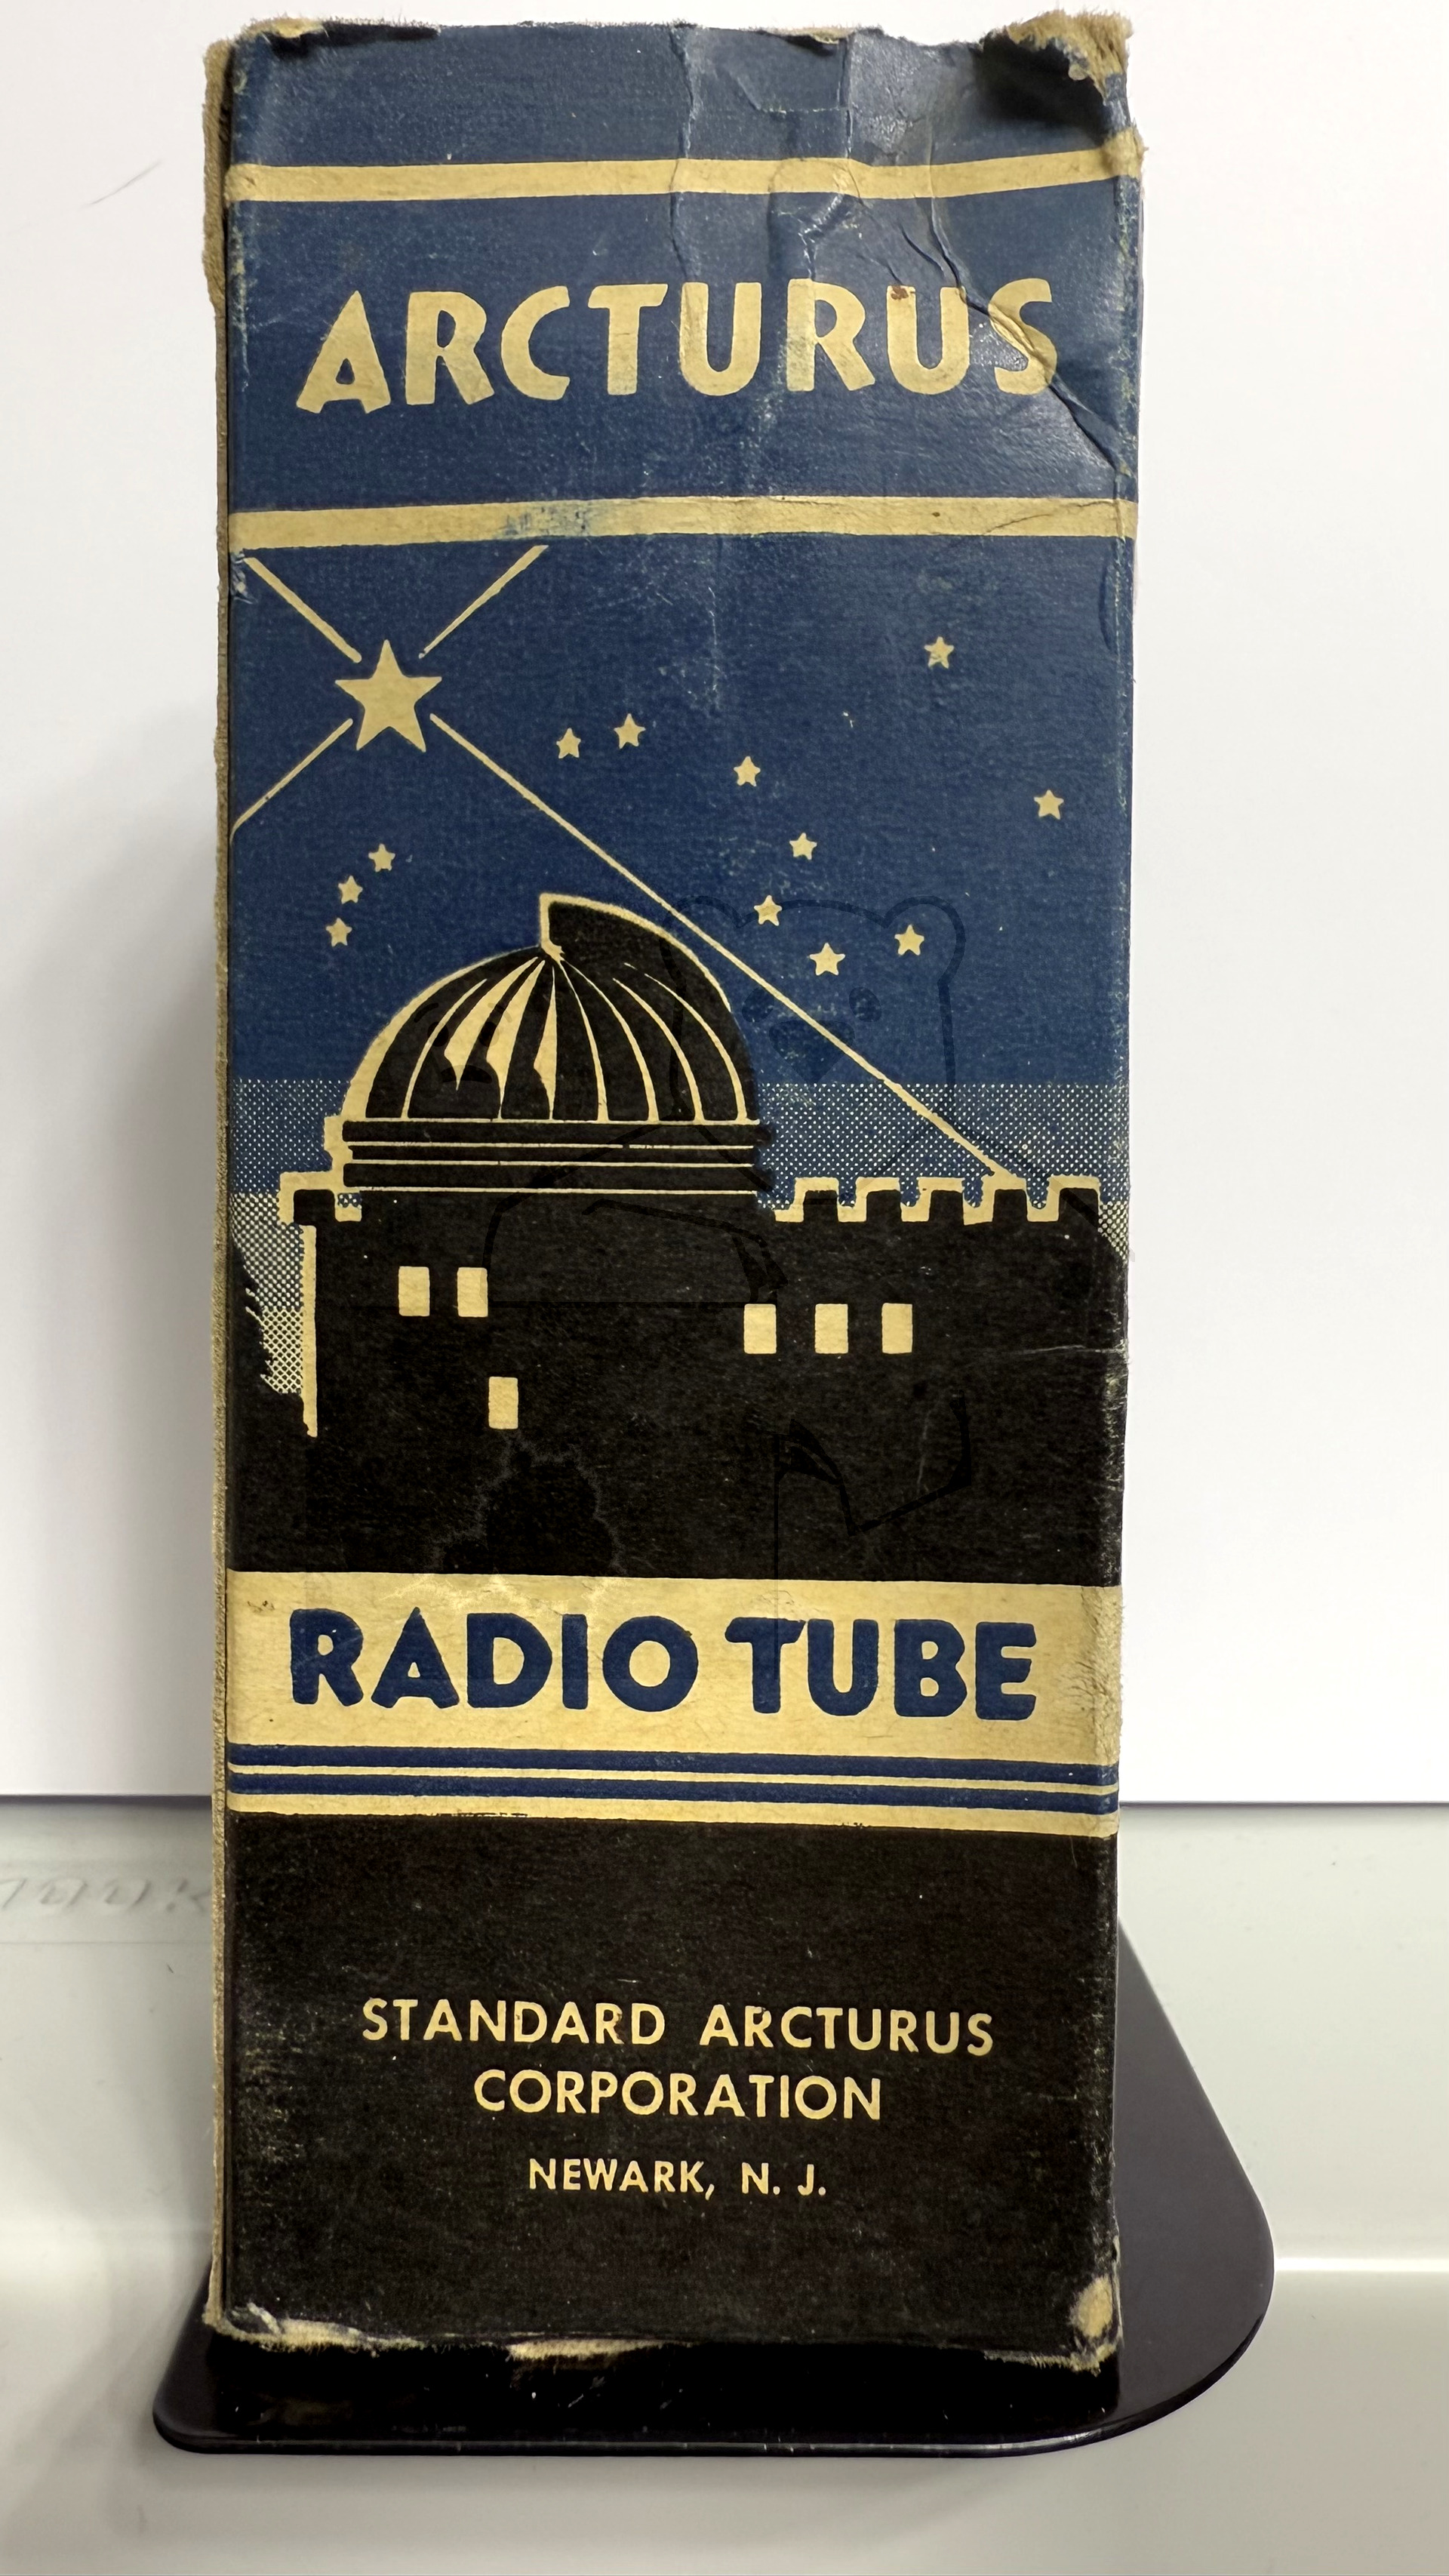 ARCTURUS
RADIO TUBE
STANDARD ARCTURUS
CORPORATION
NEWARK, N. J.